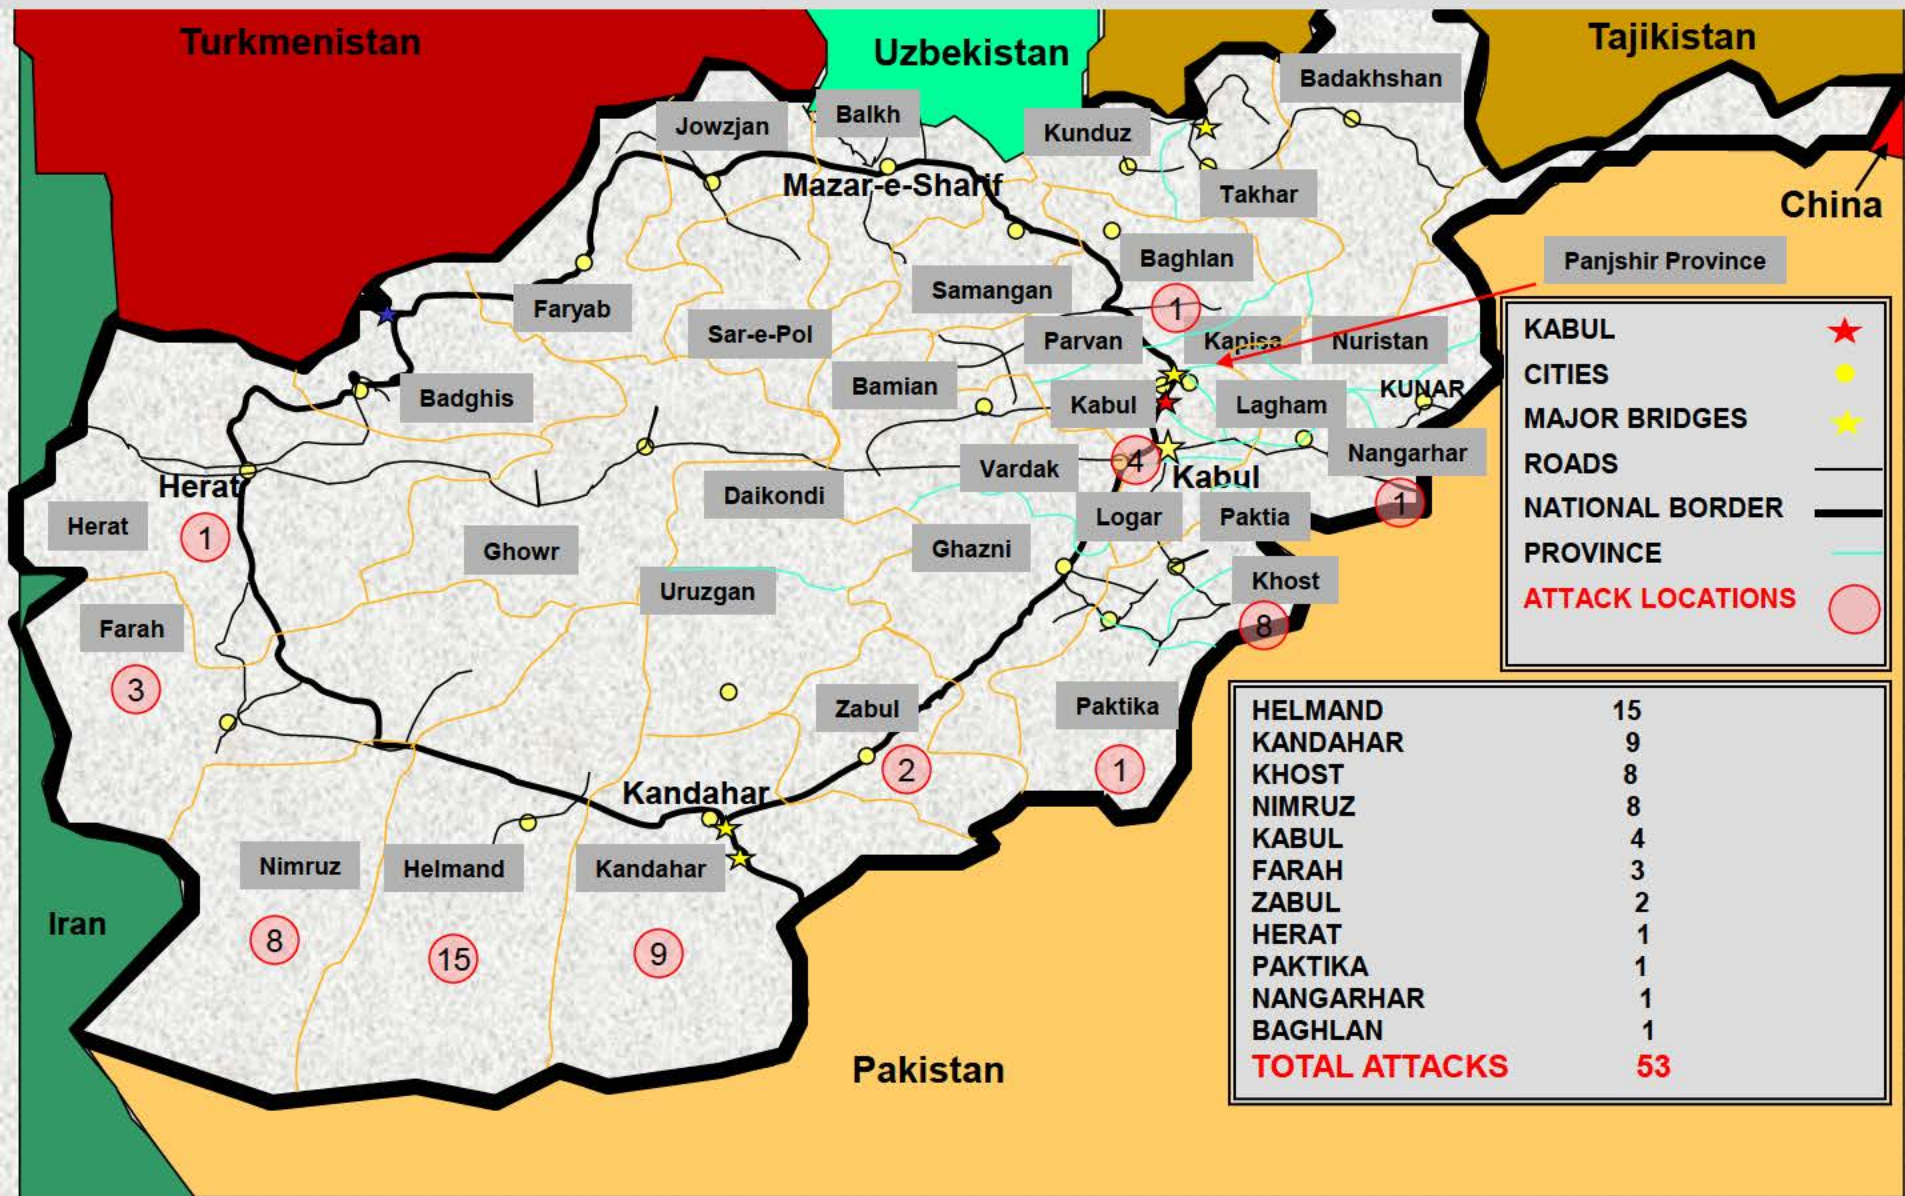 Turkmenistan
Uzbekistan
Tajikistan
Badakhshan
Jowzjan
Balkh
Kunduz
Mazar-e-Sharif
Takhar
China
Baghlan
Panjshir Province
Samangan
1
Faryab
Sar-e-Pol
Parvan
Kapisa
Nuristan
Badghis
Bamian
Kabul
Lagham
KUNAR
Herat
Herat
1
Ghowr
Daikondi
Vardak
4
Kabul
Nangarhar
1
Logar
Paktia
Ghazni
Uruzgan
Khost
8
Farah
3
Zabul
2
Paktika
1
Kandahar
Nimruz
Helmand
Kandahar
8
15
9
Iran
Pakistan
KABUL
CITIES
MAJOR BRIDGES
ROADS
NATIONAL BORDER
PROVINCE
ATTACK LOCATIONS
HELMAND 15
KANDAHAR 9
KHOST 8
NIMRUZ 8
KABUL 4
FARAH 3
ZABUL 2
HERAT 1
PAKTIKA 1
NANGARHAR 1
BAGHLAN 1
TOTAL ATTACKS 53